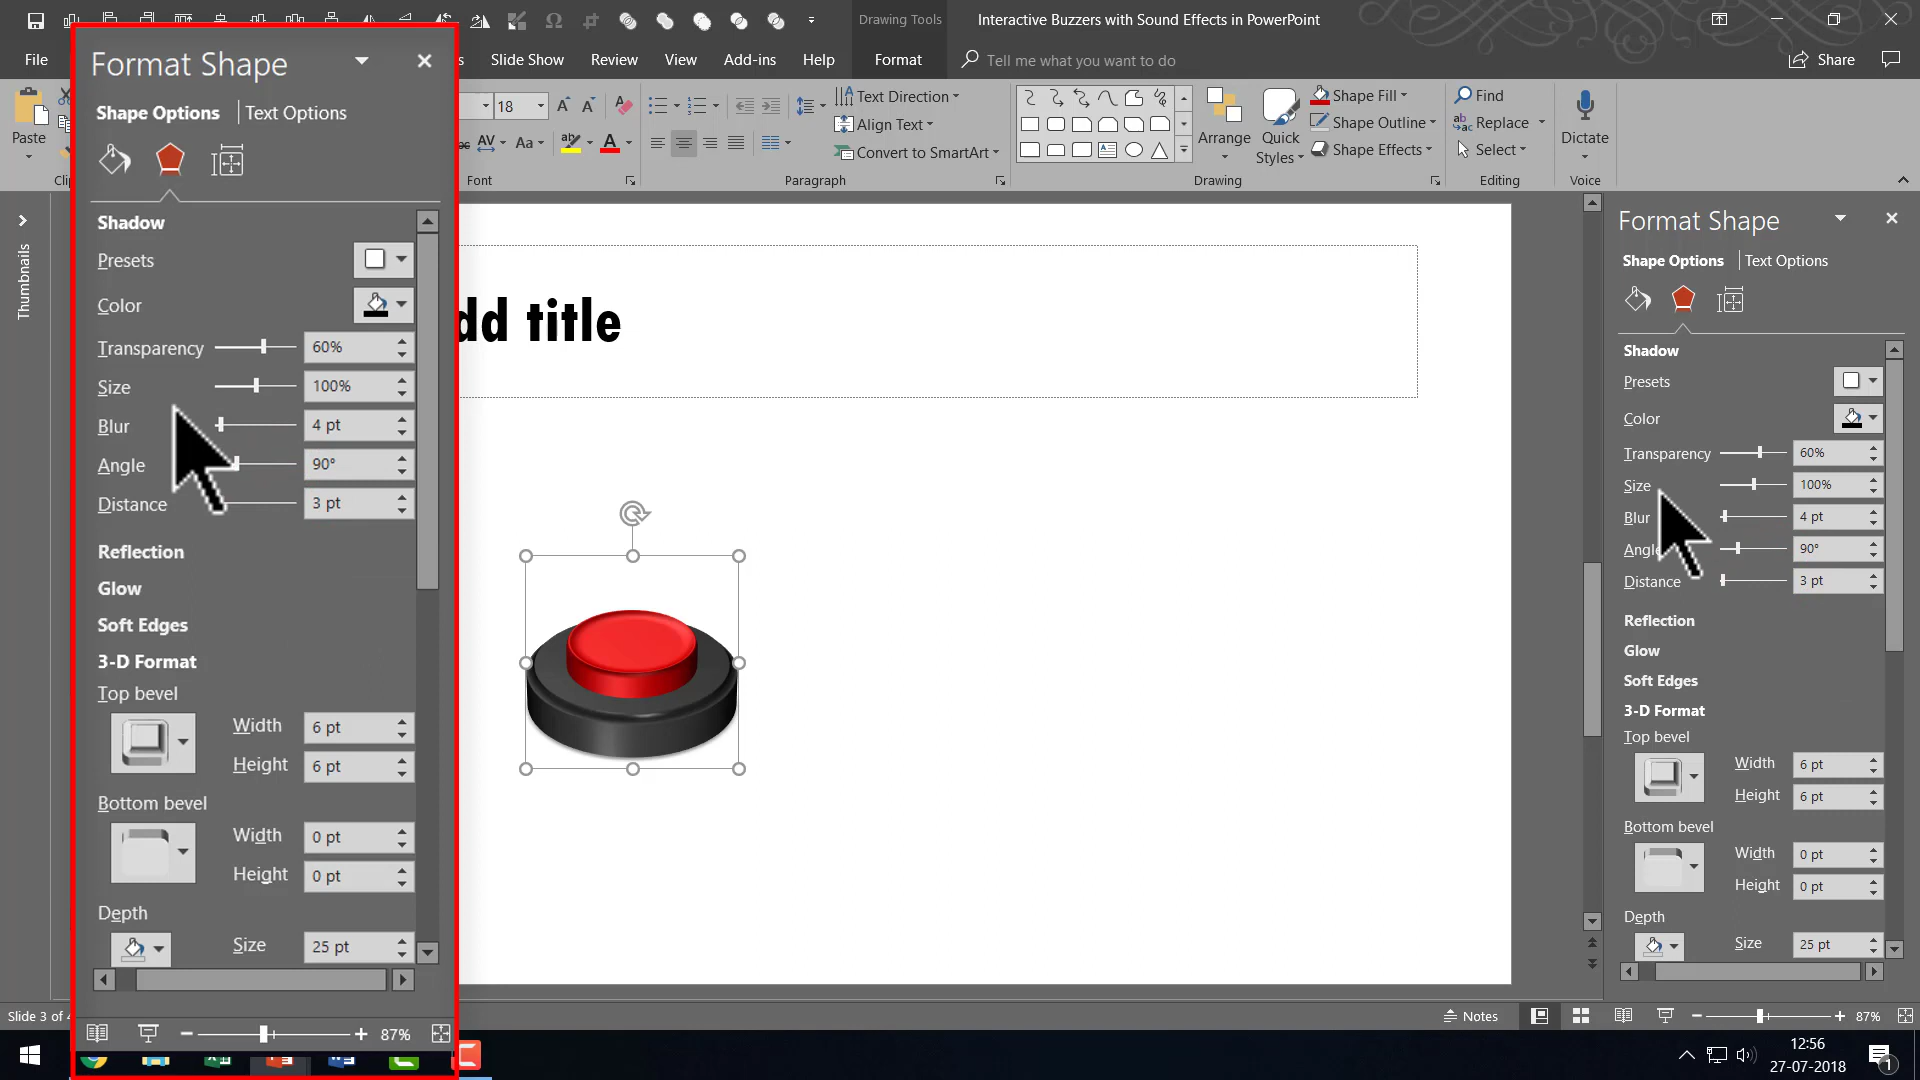 Drawing Tools
Interactive Buzzers with Sound Effects in PowerPoint
File
Slide Show
Review
View
Add-ins
Help
Format
Tell me what you want to do
Share
Paste
18
Aa
Font
Text Direction
Align Text
Convert to SmartArt
Paragraph
Arrange
Quick
Styles
Shape Fill
Shape Outline
Shape Effects
Drawing
Find
Replace
Select
Editing
Dictate
Voice
Thumbnails
Format Shape
Shape Options
Text Options
Shadow
Presets
Color
Transparency 60%
Size 100%
Blur 4 pt
Angle 90°
Distance 3 pt
Reflection
Glow
Soft Edges
3-D Format
Top bevel
Width 6 pt
Height 6 pt
Bottom bevel
Width 0 pt
Height 0 pt
Depth
Size 25 pt
87%
dd title
Format Shape
Shape Options
Text Options
Shadow
Presets
Color
Transparency 60%
Size 100%
Blur 4 pt
Angle 90°
Distance 3 pt
Reflection
Glow
Soft Edges
3-D Format
Top bevel
Width 6 pt
Height 6 pt
Bottom bevel
Width 0 pt
Height 0 pt
Depth
Size 25 pt
Slide 3 of
Notes
87%
12:56
27-07-2018
1